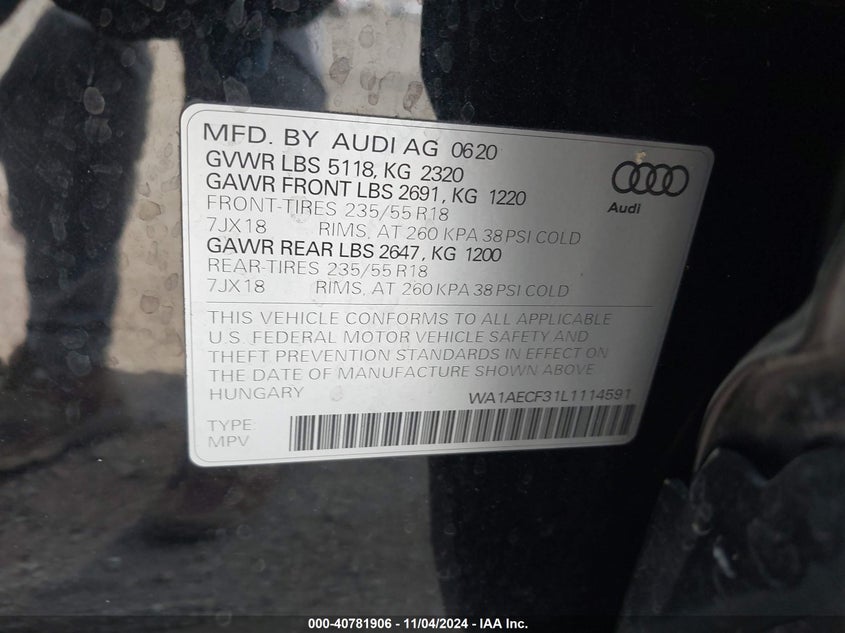 MFD. BY AUDI AG 0620
GVWR LBS 5118, KG 2320
GAWR FRONT LBS 2691, KG 1220
FRONT-TIRES 235/55 R18
7JX18 RIMS, AT 260 KPA 38 PSI COLD
GAWR REAR LBS 2647, KG 1200
REAR-TIRES 235/55 R18
7JX18 RIMS, AT 260 KPA 38 PSI COLD
Audi
THIS VEHICLE CONFORMS TO ALL APPLICABLE
U.S. FEDERAL MOTOR VEHICLE SAFETY AND
THEFT PREVENTION STANDARDS IN EFFECT ON
THE DATE OF MANUFACTURE SHOWN ABOVE
HUNGARY WA1AECF31L1114591
TYPE:
MPV
000-40781906 - 11/04/2024 - IAA Inc.